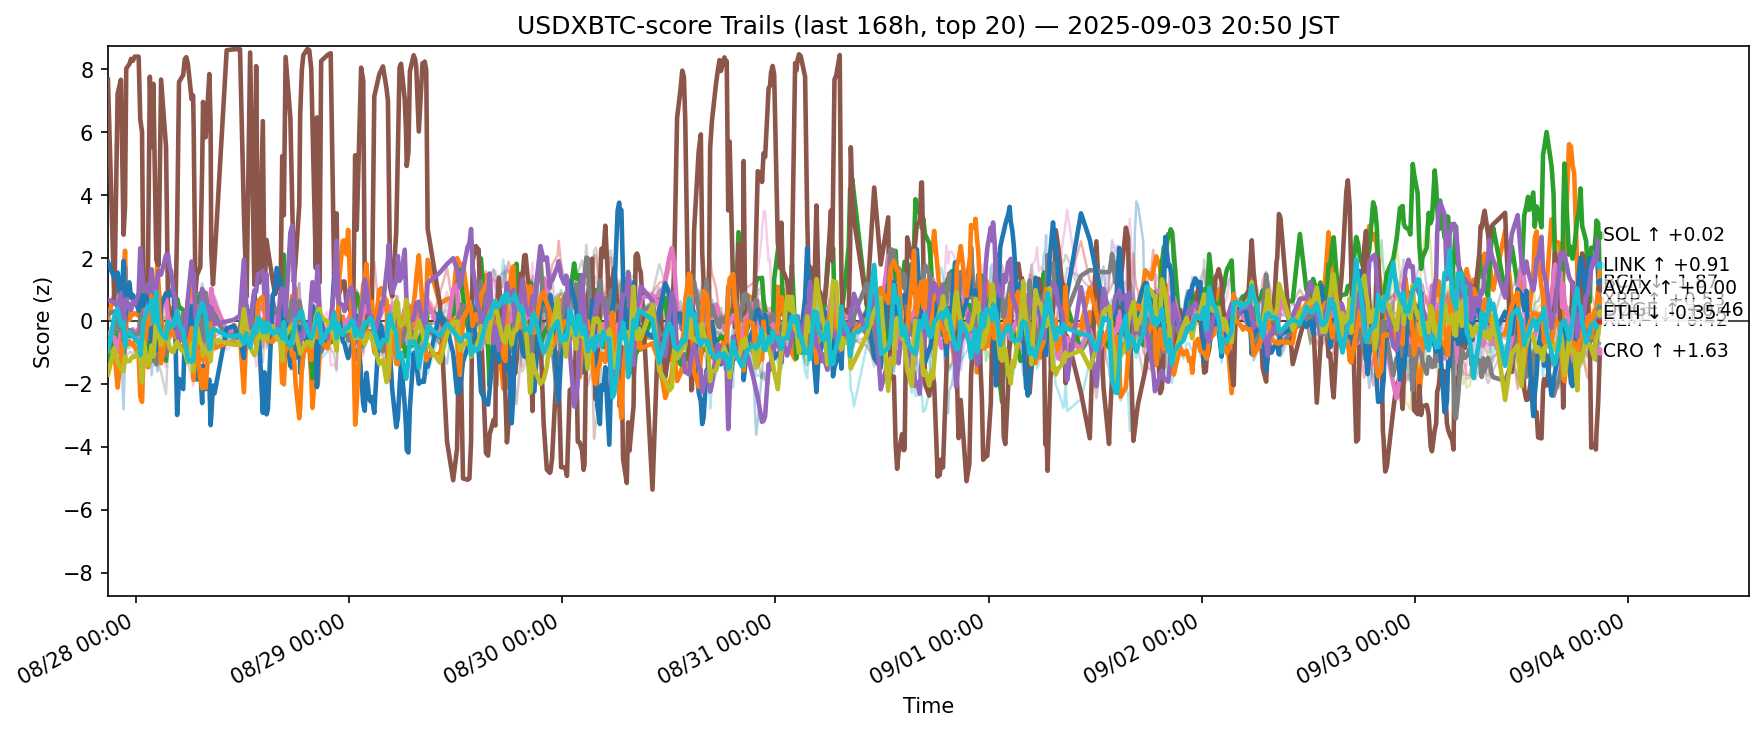 USDXBTC-score Trails (last 168h, top 20) — 2025-09-03 20:50 JST
Score (z)
8
6
4
2
0
−2
−4
−6
−8
SOL ↑ +0.02
LINK ↑ +0.91
AVAX ↑ +0.00
ETH ↓ -0.35
CRO ↑ +1.63
08/28 00:00
08/29 00:00
08/30 00:00
08/31 00:00
09/01 00:00
09/02 00:00
09/03 00:00
09/04 00:00
Time